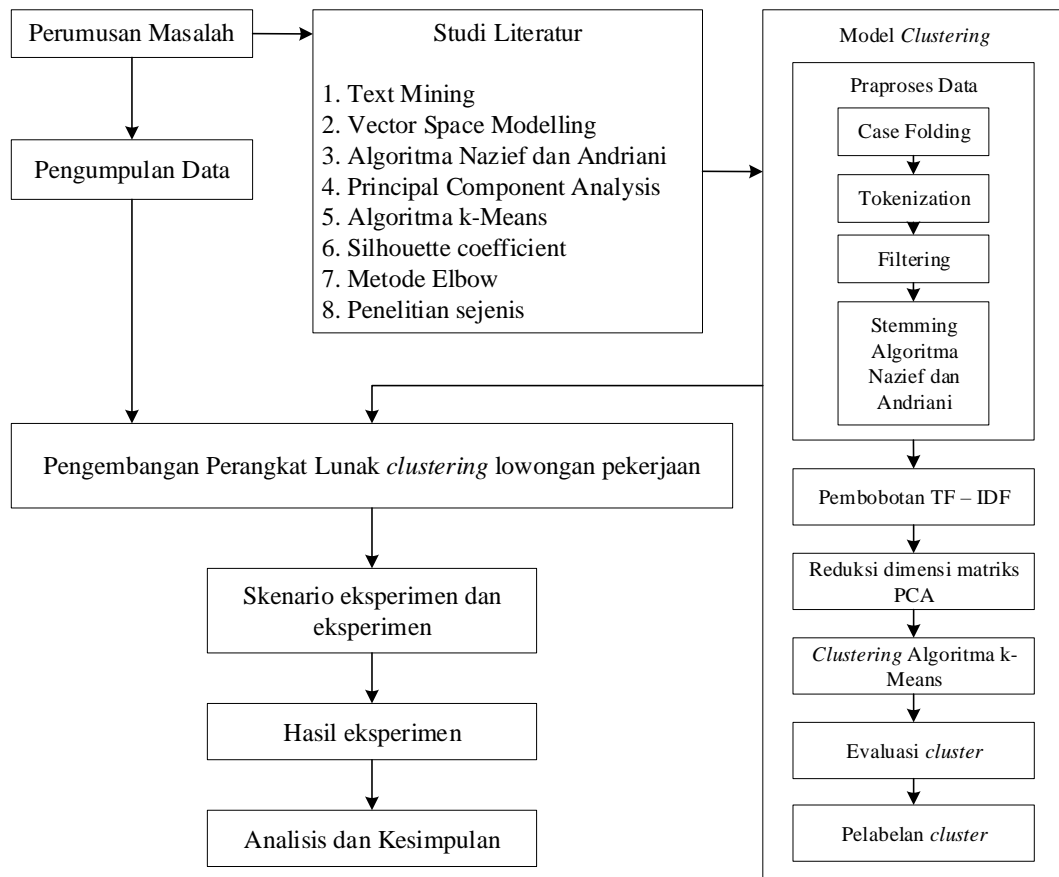 Perumusan Masalah
Studi Literatur
1. Text Mining
2. Vector Space Modelling
3. Algoritma Nazief dan Andriani
4. Principal Component Analysis
5. Algoritma k-Means
6. Silhouette coefficient
7. Metode Elbow
8. Penelitian sejenis
Pengumpulan Data
Model Clustering
Praproses Data
Case Folding
Tokenization
Filtering
Stemming
Algoritma
Nazief dan
Andriani
Pembobotan TF – IDF
Reduksi dimensi matriks
PCA
Clustering Algoritma k-
Means
Evaluasi cluster
Pelabelan cluster
Pengembangan Perangkat Lunak clustering lowongan pekerjaan
Skenario eksperimen dan
eksperimen
Hasil eksperimen
Analisis dan Kesimpulan